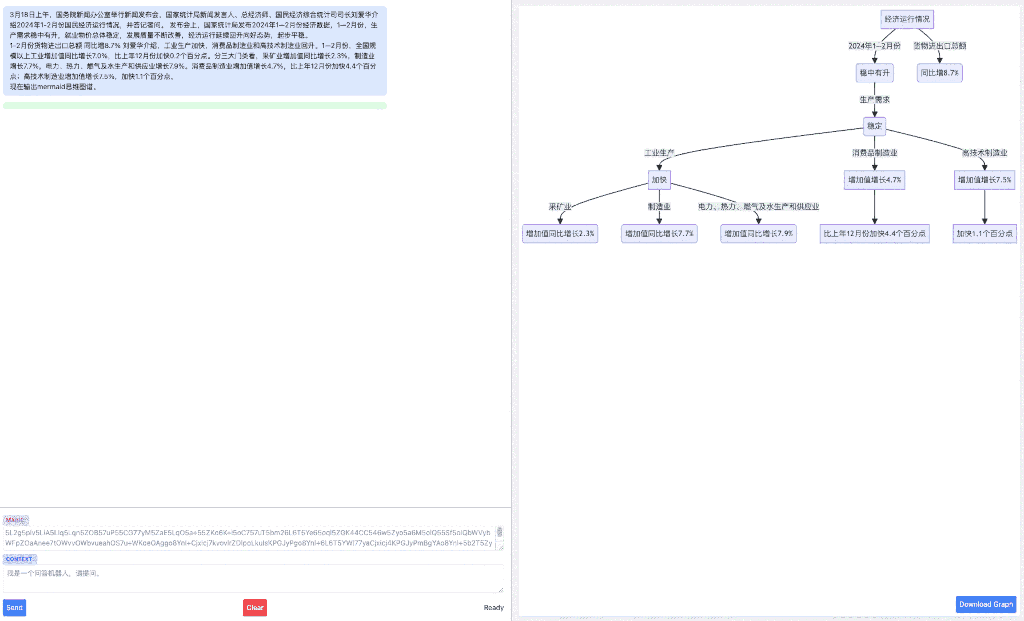 3月18日上午，国务院新闻办公室举行新闻发布会，国家统计局新闻发言人、总经济师、国民经济综合统计司司长刘爱华介
绍2024年1-2月份国民经济运行情况，并答记者问。 发布会上，国家统计局发布2024年1—2月份经济数据。1—2月份，生
产需求稳中有升，就业物价总体稳定，发展质量不断改善，经济运行延续回升向好态势，起步平稳。
1-2月份货物进出口总额 同比增8.7% 刘爱华介绍，工业生产加快，消费品制造业和高技术制造业回升。1—2月份，全国规
模以上工业增加值同比增长7.0%，比上年12月份加快0.2个百分点。分三大门类看，采矿业增加值同比增长2.3%，制造业
增长7.7%，电力、热力、燃气及水生产和供应业增长7.9%。消费品制造业增加值增长4.7%，比上年12月份加快4.4个百分
点；高技术制造业增加值增长7.5%，加快1.1个百分点。
现在输出mermaid思维图谱。
经济运行情况
2024年1—2月份
货物进出口总额
稳中有升
同比增8.7%
生产需求
稳定
工业生产
消费品制造业
高技术制造业
加快
增加值增长4.7%
增加值增长7.5%
采矿业
制造业
电力、热力、燃气及水生产和供应业
增加值同比增长2.3%
增加值同比增长7.7%
增加值同比增长7.9%
比上年12月份加快4.4个百分点
加快1.1个百分点
MAGIC:
CONTEXT:
我是一个问答机器人，请提问。
Send
Clear
Ready
Download Graph